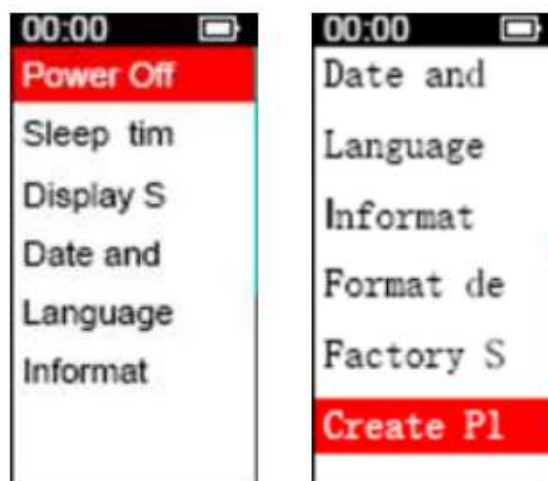 00:00
Power Off
Sleep tim
Display S
Date and
Language
Informat
00:00
Date and
Language
Informat
Format de
Factory S
Create Pl